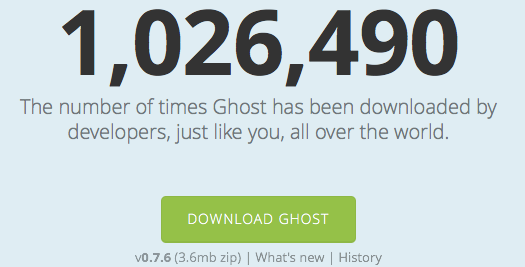 1,026,490
The number of times Ghost has been downloaded by
developers, just like you, all over the world.
DOWNLOAD GHOST
v0.7.6 (3.6mb zip) | What's new | History